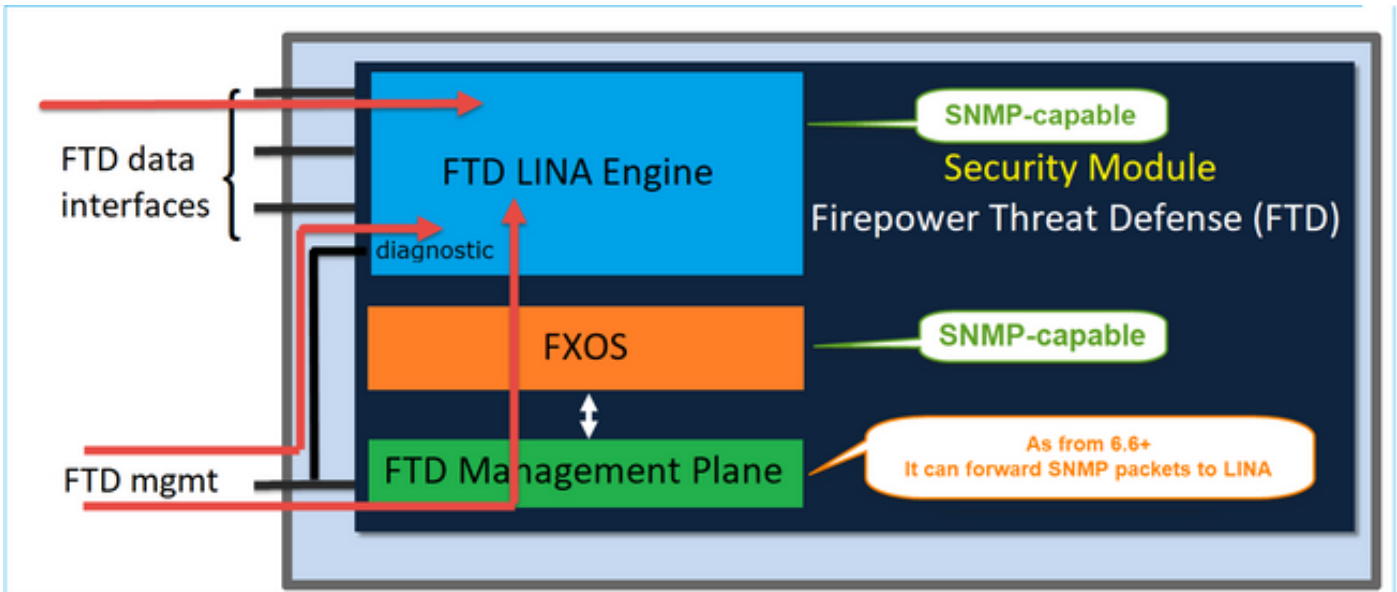 FTD data
interfaces
FTD LINA Engine
diagnostic
SNMP-capable
Security Module
Firepower Threat Defense (FTD)
FXOS
SNMP-capable
FTD mgmt
FTD Management Plane
As from 6.6+
It can forward SNMP packets to LINA